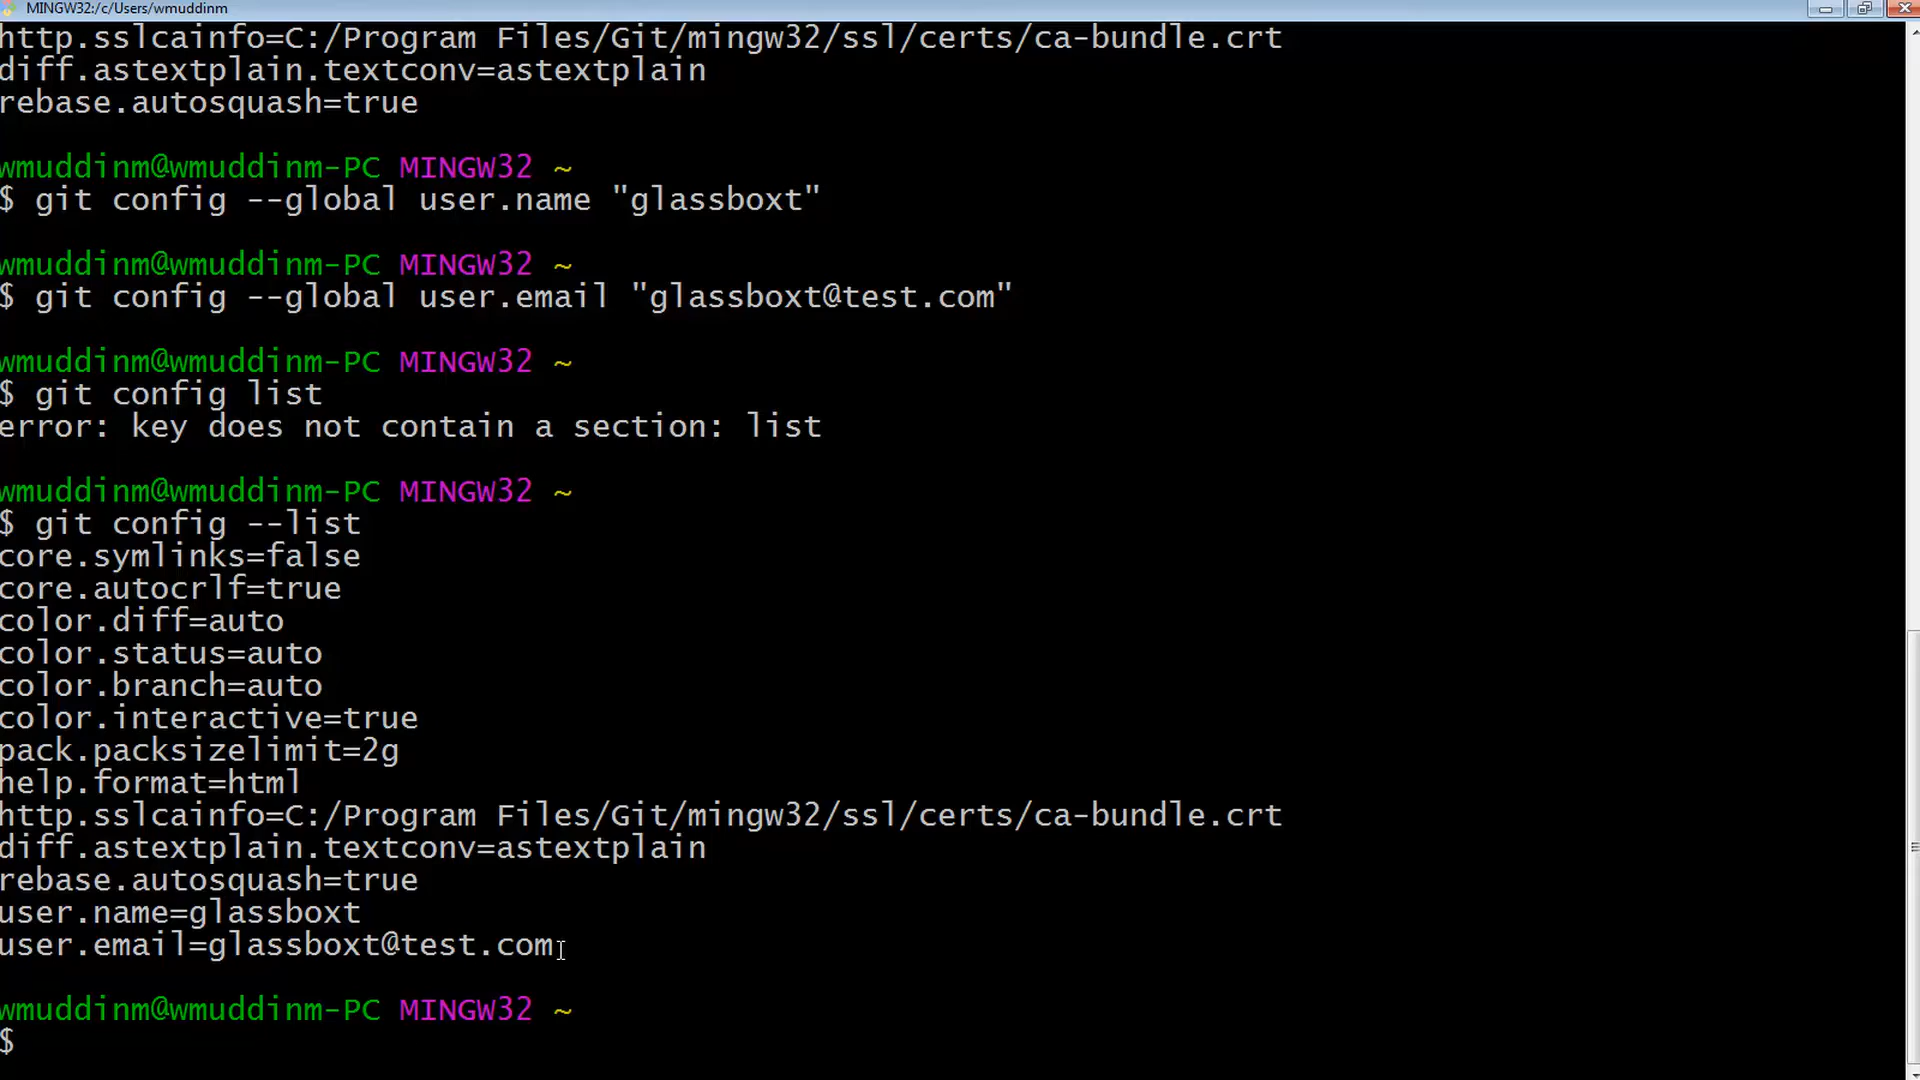 MINGW32:/c/Users/wmuddinm
http.sslcainfo=C:/Program Files/Git/mingw32/ssl/certs/ca-bundle.crt
diff.astextplain.textconv=astextplain
rebase.autosquash=true
wmuddinm@wmuddinm-PC MINGW32 ~
$ git config --global user.name "glassboxt"
wmuddinm@wmuddinm-PC MINGW32 ~
$ git config --global user.email "glassboxt@test.com"
wmuddinm@wmuddinm-PC MINGW32 ~
$ git config list
error: key does not contain a section: list
wmuddinm@wmuddinm-PC MINGW32 ~
$ git config --list
core.symlinks=false
core.autocrlf=true
color.diff=auto
color.status=auto
color.branch=auto
color.interactive=true
pack.packsizelimit=2g
help.format=html
http.sslcainfo=C:/Program Files/Git/mingw32/ssl/certs/ca-bundle.crt
diff.astextplain.textconv=astextplain
rebase.autosquash=true
user.name=glassboxt
user.email=glassboxt@test.com
wmuddinm@wmuddinm-PC MINGW32 ~
$